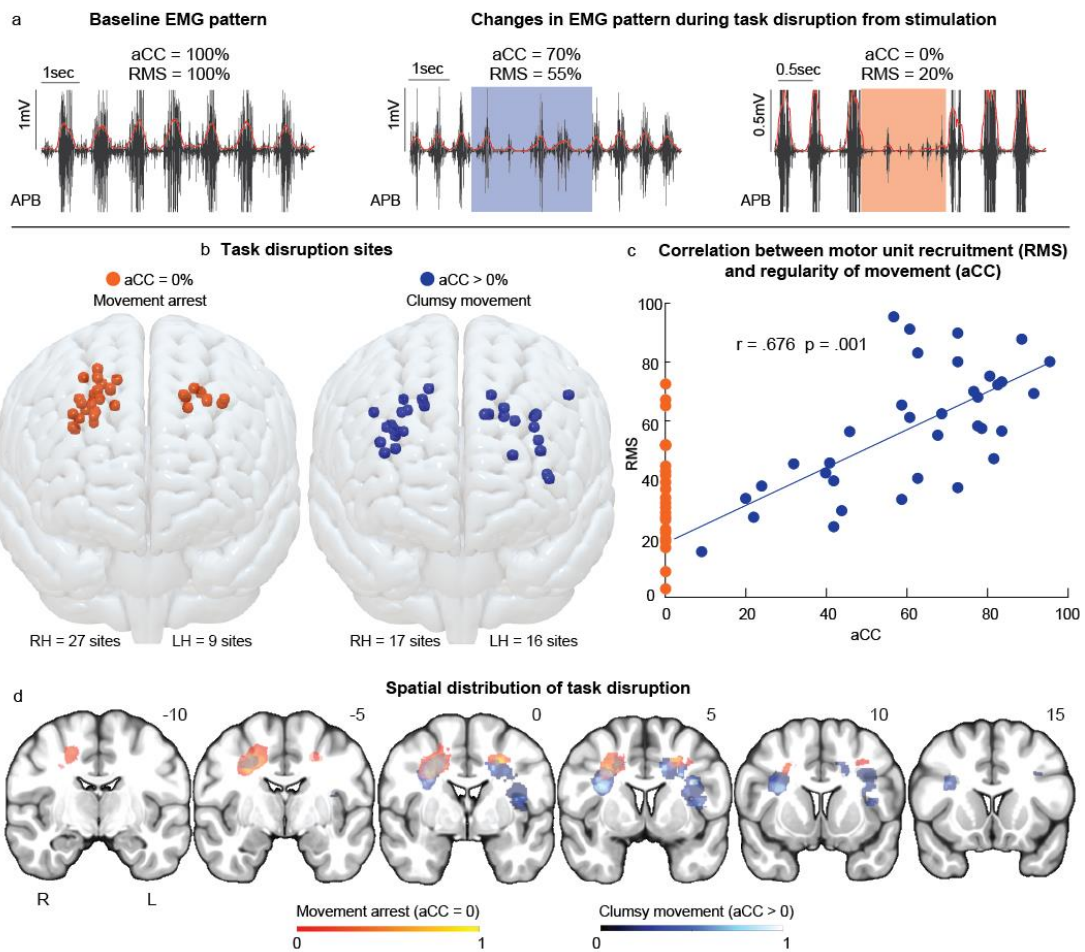 a
Baseline EMG pattern
Changes in EMG pattern during task disruption from stimulation
aCC = 100%
RMS = 100%
1sec
1mV
APB
aCC = 70%
RMS = 55%
1sec
1mV
APB
aCC = 0%
RMS = 20%
0.5sec
0.5mV
APB
b Task disruption sites
aCC = 0%
Movement arrest
aCC > 0%
Clumsy movement
RH = 27 sites
LH = 9 sites
RH = 17 sites
LH = 16 sites
c Correlation between motor unit recruitment (RMS)
and regularity of movement (aCC)
r = .676 p = .001
RMS
100
80
60
40
20
0
0 20 40 60 80 100
aCC
d
Spatial distribution of task disruption
-10 -5 0 5 10 15
R L
Movement arrest (aCC = 0)
0 1
Clumsy movement (aCC > 0)
0 1